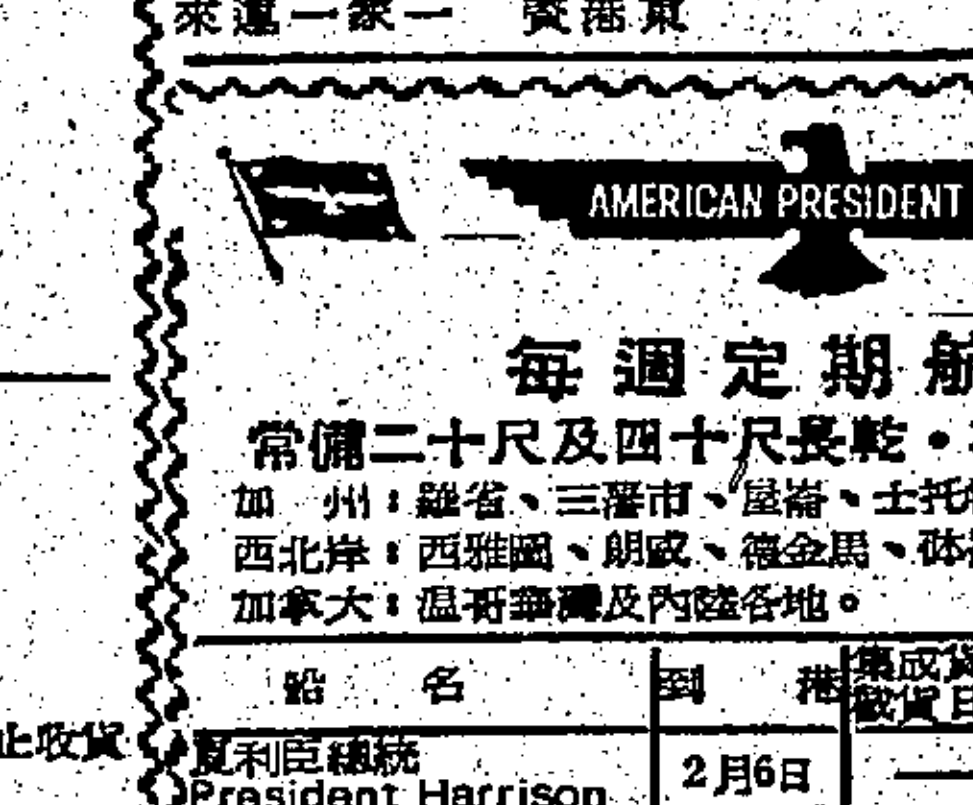 來運一家一 賓港東
AMERICAN PRESIDENT
每週定期航
常備二十尺及四十尺長乾・
加 州：羅省、三藩市、屋崙、士托
西北岸：西雅圖、朗威、德金馬、砵
加拿大：温哥華灣及內陸各地。
船 名 到 港 集成貨
載貨日
止收貨
夏利臣總統 2月6日
President Harrison